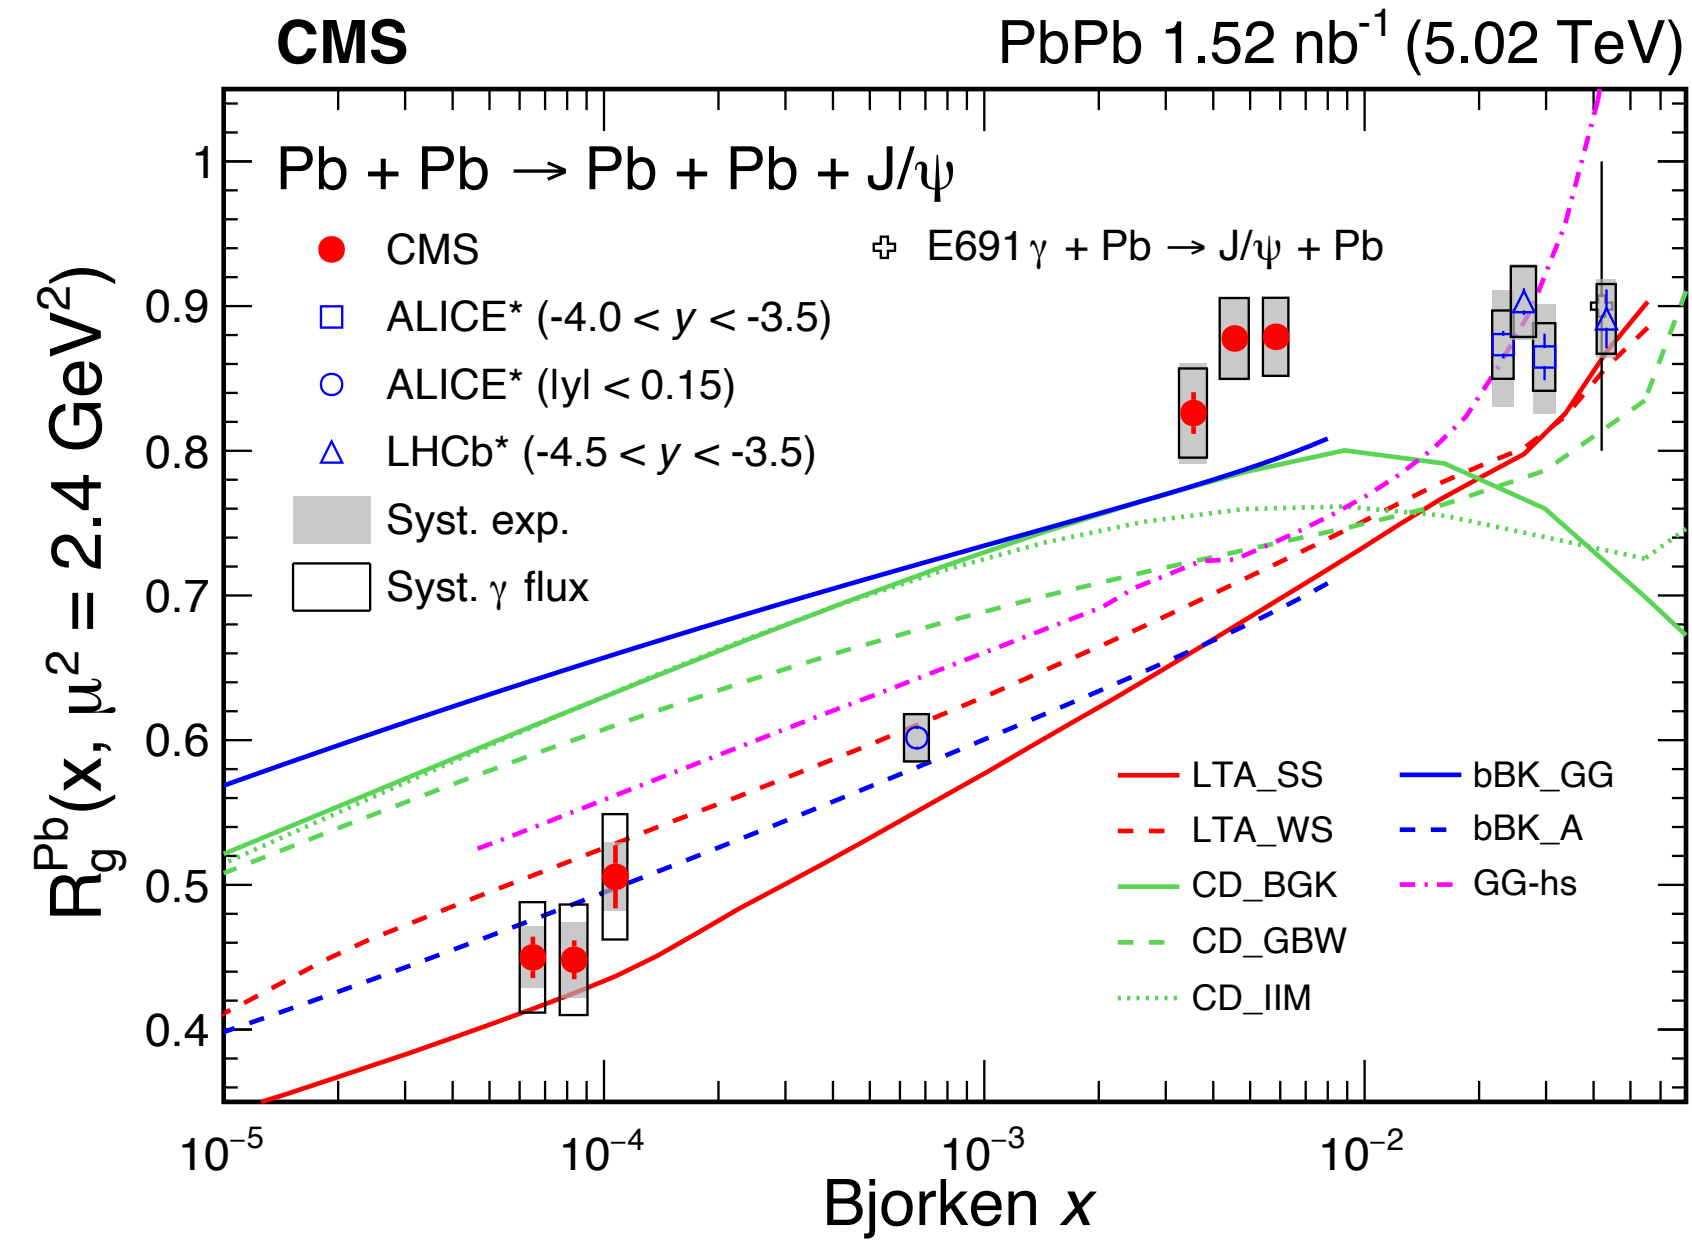 CMS PbPb 1.52 nb⁻¹ (5.02 TeV)
Pb + Pb → Pb + Pb + J/ψ
CMS
E691 γ + Pb → J/ψ + Pb
ALICE* (-4.0 < y < -3.5)
ALICE* (|y| < 0.15)
LHCb* (-4.5 < y < -3.5)
Syst. exp.
Syst. γ flux
LTA_SS
LTA_WS
CD_BGK
CD_GBW
CD_IIM
bBK_GG
bBK_A
GG-hs
1
0.9
0.8
0.7
0.6
0.5
0.4
R_g^Pb(x, μ² = 2.4 GeV²)
10⁻⁵ 10⁻⁴ 10⁻³ 10⁻²
Bjorken x